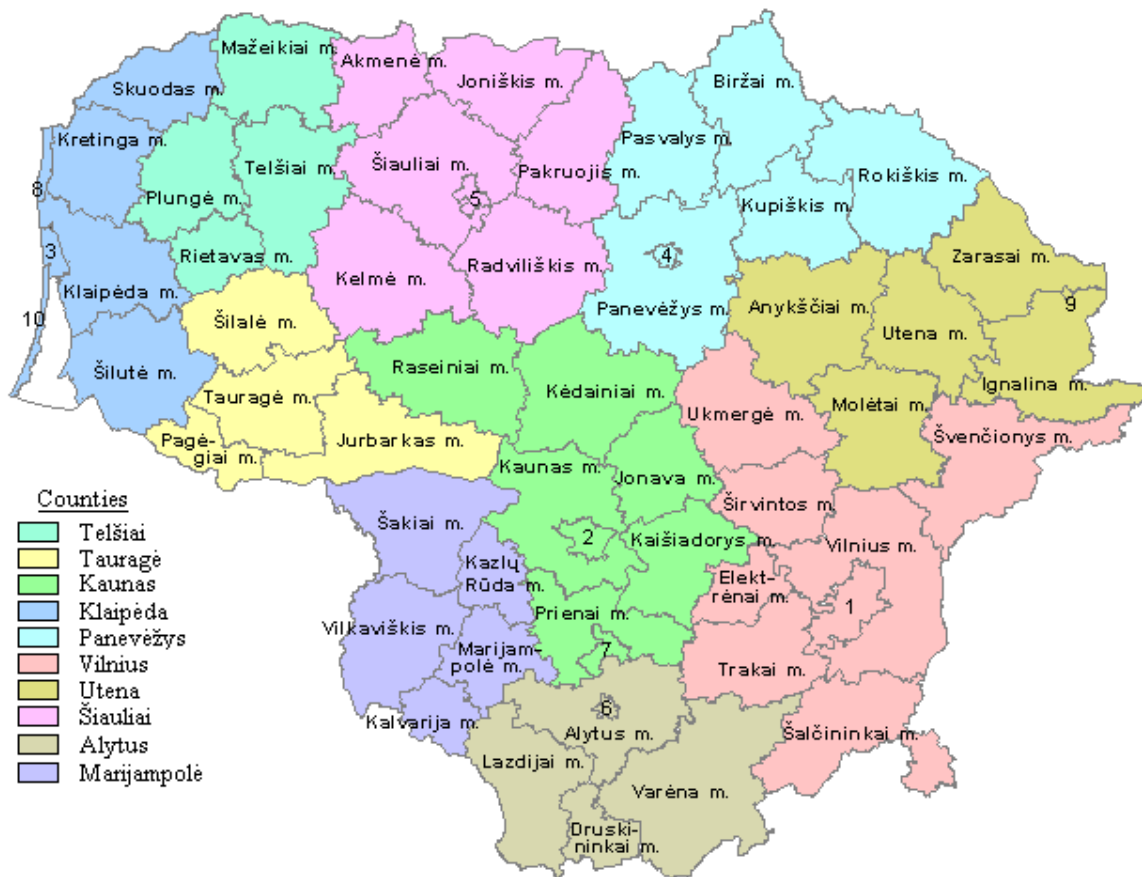 Mažeikiai m.
Akmenė m.
Joniškis m.
Skuodas m.
Biržai m.
Kretinga m.
Pasvalys m.
Telšiai m.
Šiauliai m.
Pakruojis m.
Rokiškis m.
8
Plungė m.
5
Kupiškis m.
3
Rietavas m.
Radviliškis m.
4
Zarasai m.
Kelmė m.
Klaipėda m.
Panevėžys m.
Anykščiai m.
9
10
Šilalė m.
Utena m.
Šilutė m.
Raseiniai m.
Kėdainiai m.
Ignalina m.
Tauragė m.
Molėtai m.
Ukmergė m.
Pagė-
giai m.
Jurbarkas m.
Švenčionys m.
Kaunas m.
Jonava m.
Širvintos m.
Šakiai m.
2
Kaišiadorys m.
Vilnius m.
Kazlų
Rūda m.
Elekt-
rėnai m.
1
Prienai m.
Vilkaviškis m.
7
Marijam-
polė m.
Trakai m.
6
Kalvarija m.
Alytus m.
Šalčininkai m.
Lazdijai m.
Varėna m.
Druski-
ninkai m.
Counties
Telšiai
Tauragė
Kaunas
Klaipėda
Panevėžys
Vilnius
Utena
Šiauliai
Alytus
Marijampolė